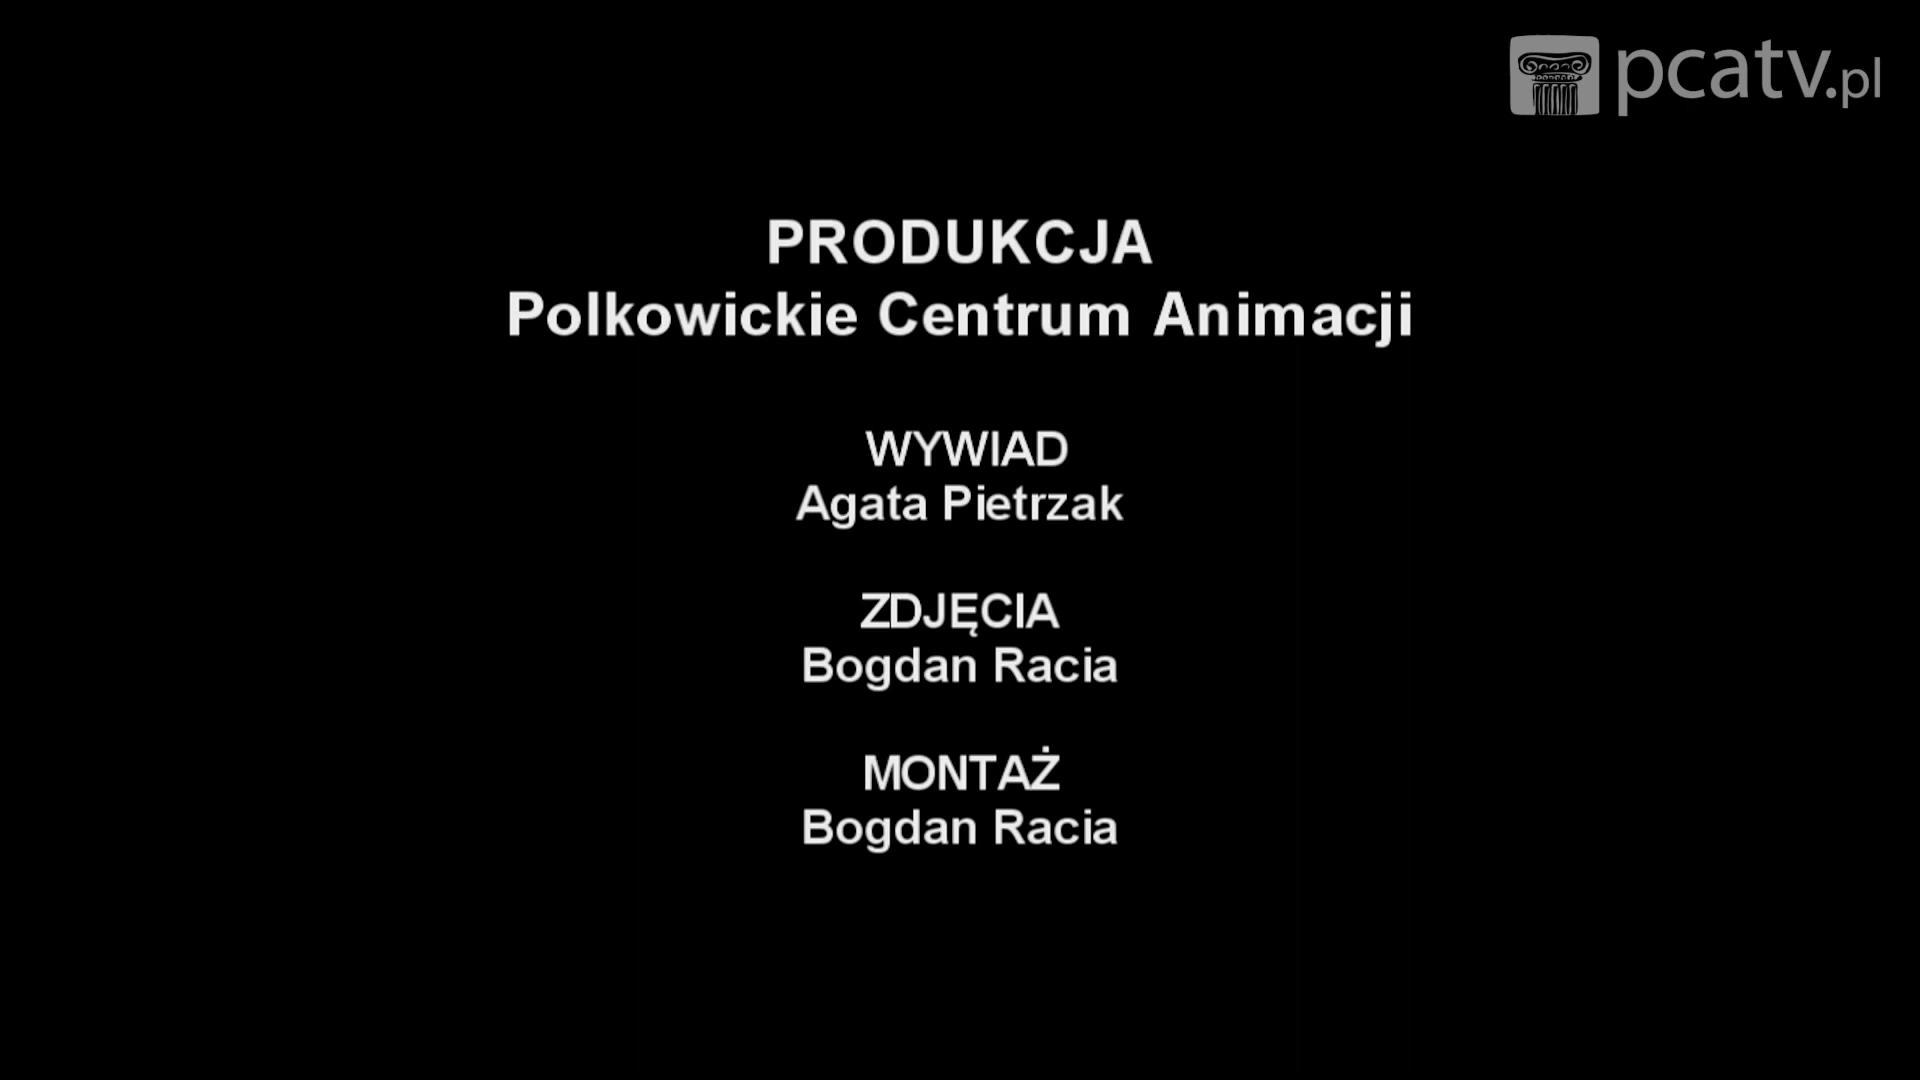 pcatv.pl
PRODUKCJA
Polkowickie Centrum Animacji
WYWIAD
Agata Pietrzak
ZDJĘCIA
Bogdan Racia
MONTAŻ
Bogdan Racia